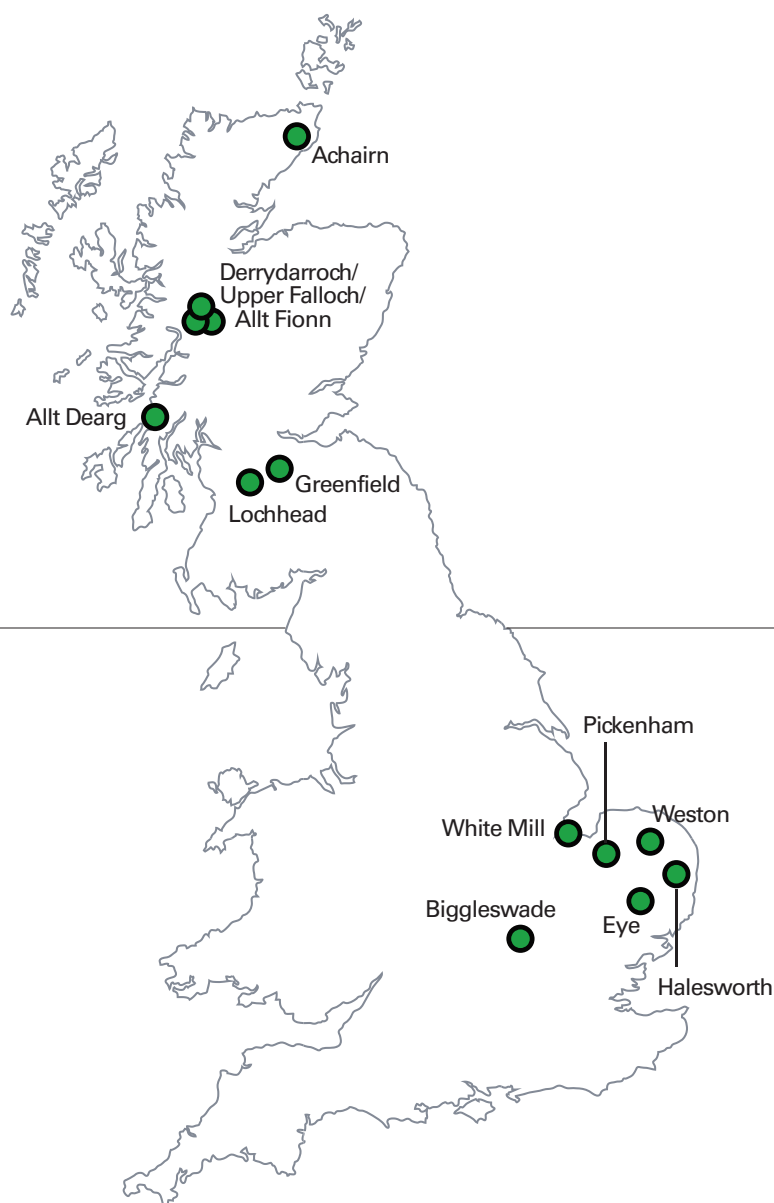 Achairn
Derrydarroch/
Upper Falloch/
Allt Fionn
Allt Dearg
Greenfield
Lochhead
Pickenham
White Mill
Weston
Biggleswade
Eye
Halesworth